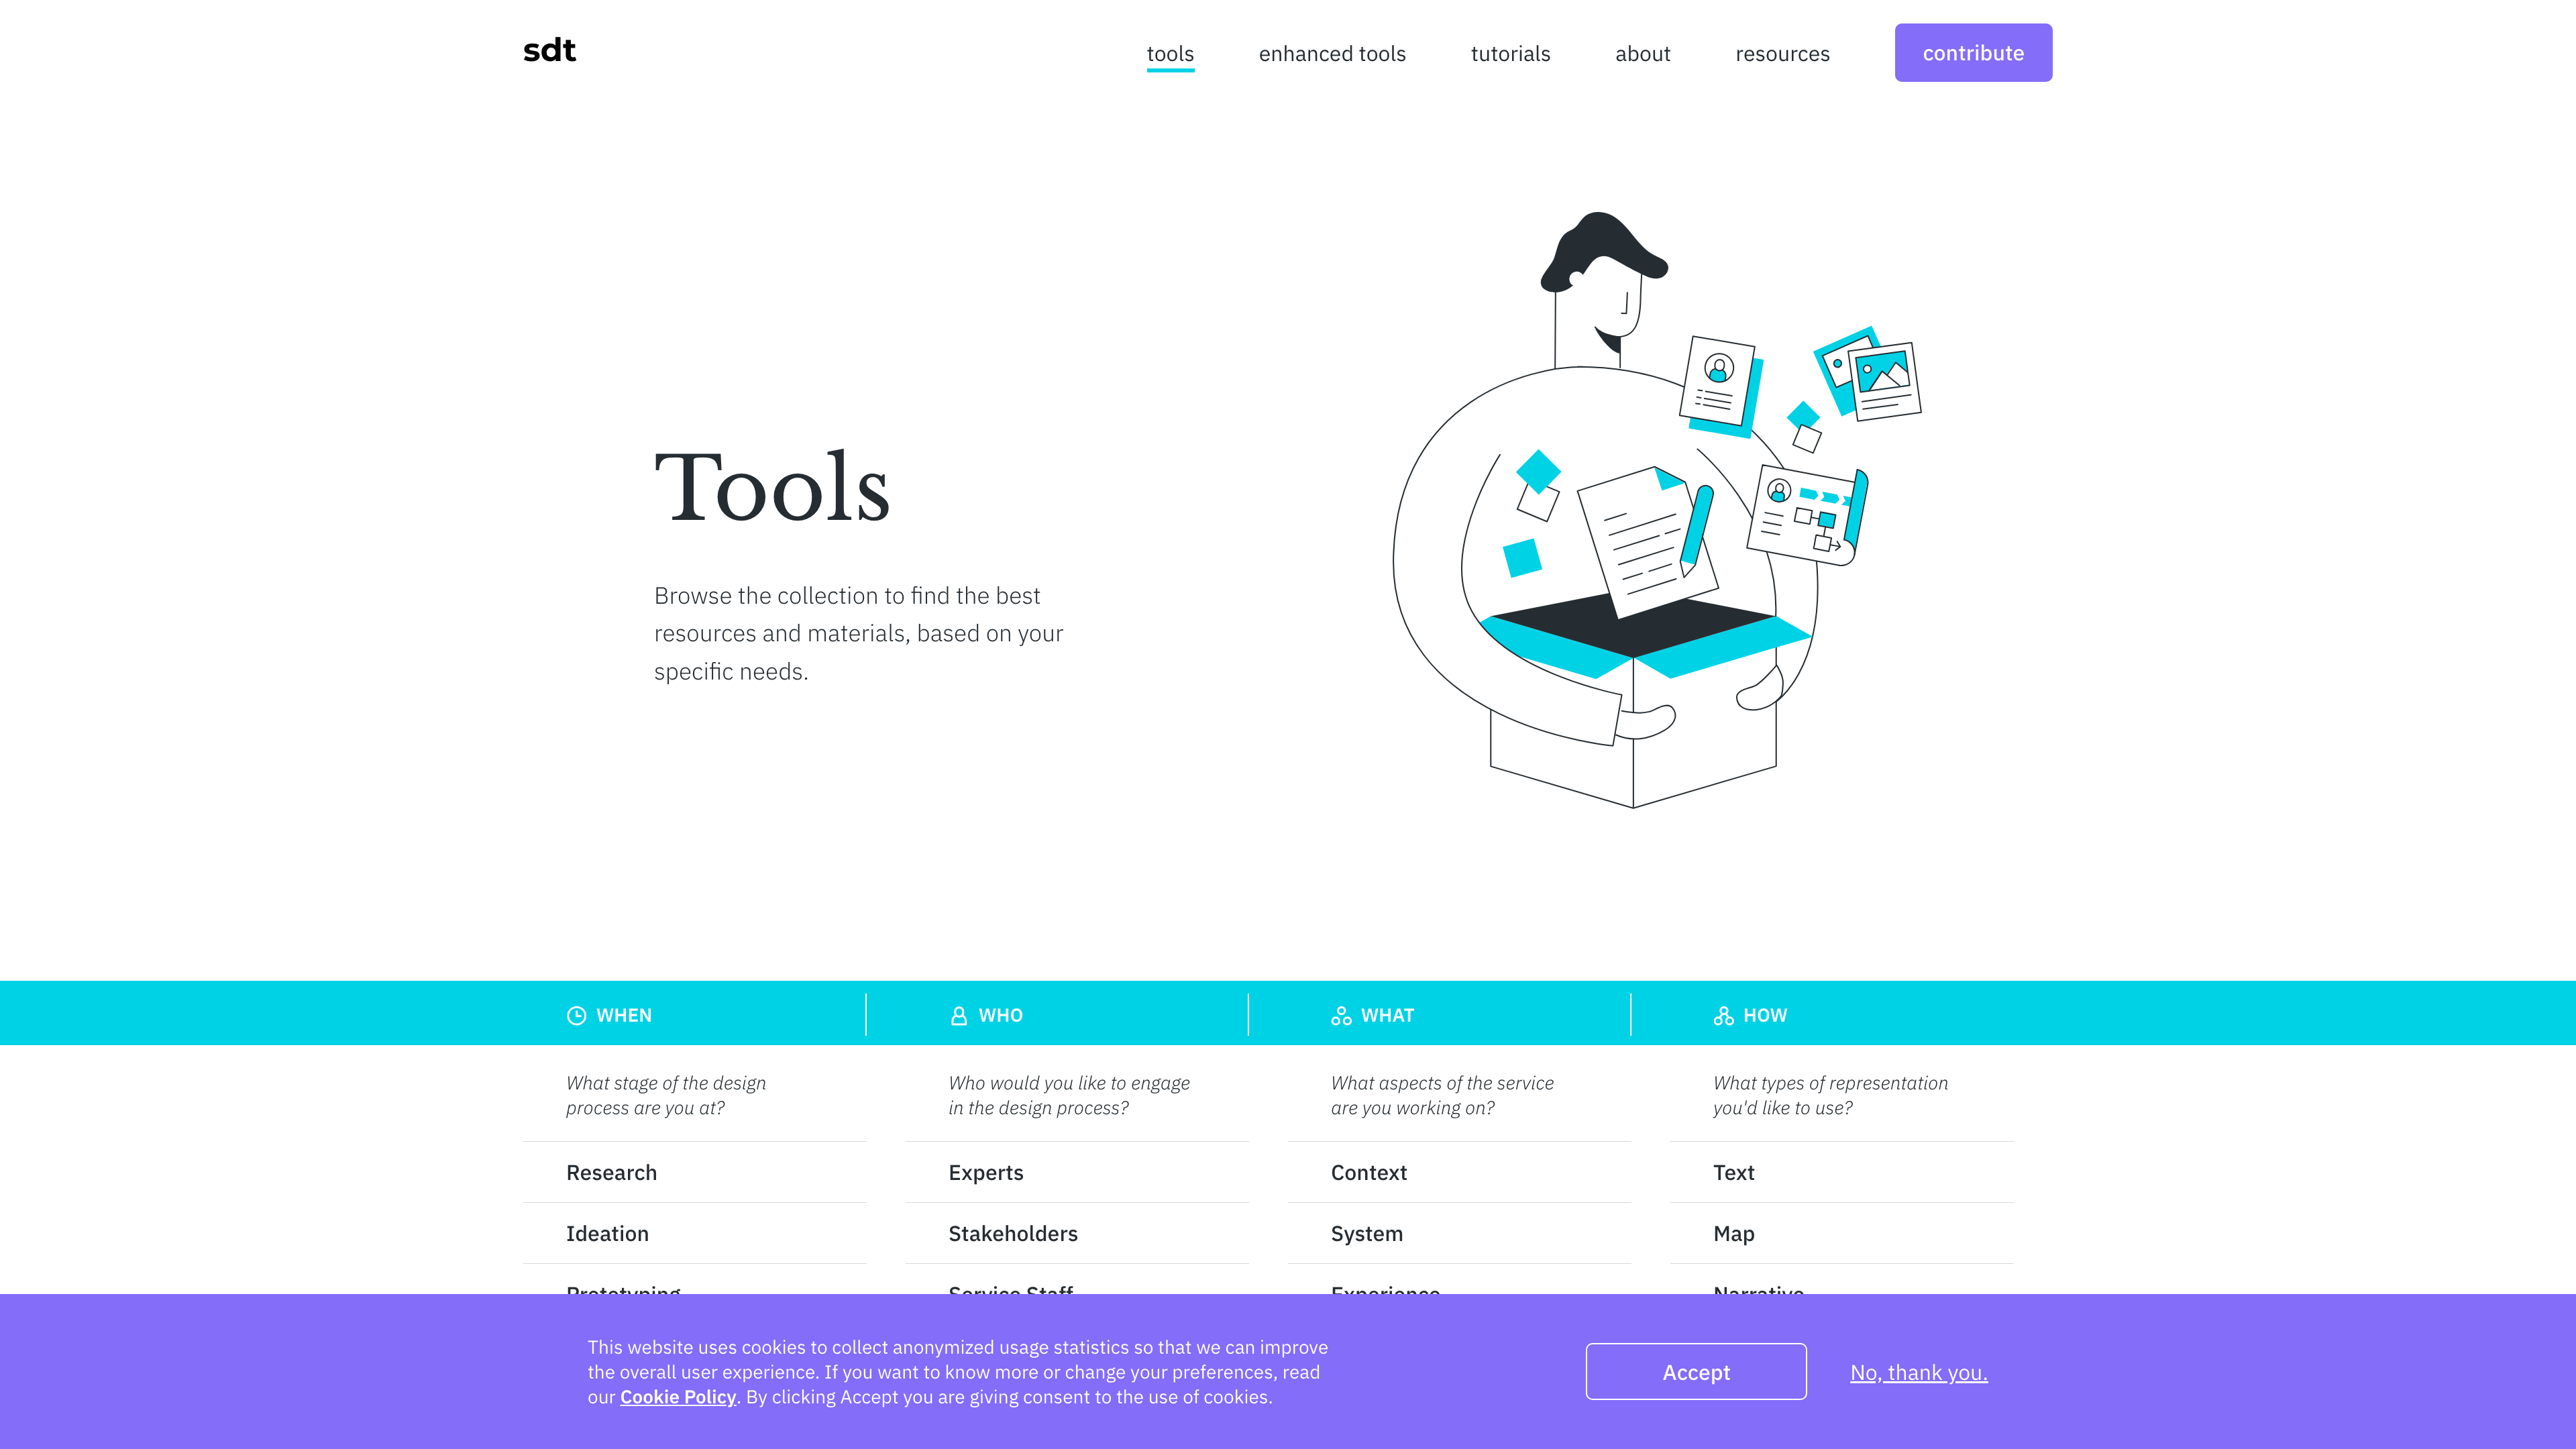 sdt
tools
enhanced tools
tutorials
about
resources
contribute
Tools
Browse the collection to find the best
resources and materials, based on your
specific needs.
WHEN
WHO
WHAT
HOW
What stage of the design
process are you at?
Who would you like to engage
in the design process?
What aspects of the service
are you working on?
What types of representation
you'd like to use?
Research
Experts
Context
Text
Ideation
Stakeholders
System
Map
Prototyping
Service Staff
Experience
Narrative
This website uses cookies to collect anonymized usage statistics so that we can improve
the overall user experience. If you want to know more or change your preferences, read
our Cookie Policy. By clicking Accept you are giving consent to the use of cookies.
Accept
No, thank you.